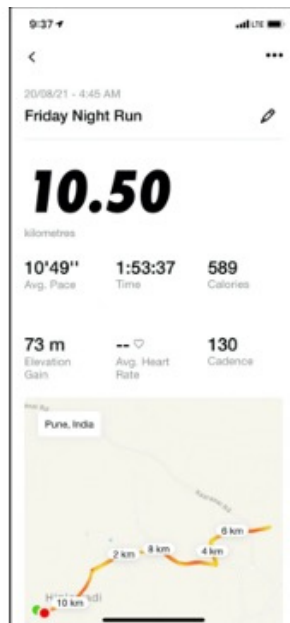 9:37
LTE
20/08/21 - 4:45 AM
Friday Night Run
10.50
kilometres
10'49'' 1:53:37 589
Avg. Pace Time Calories
73 m -- 130
Elevation Gain Avg. Heart Rate Cadence
Pune, India
6 km
2 km 8 km 4 km
10 km